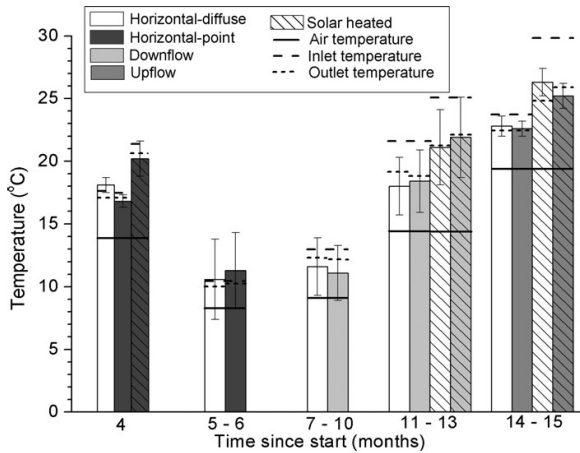 Horizontal-diffuse
Horizontal-point
Downflow
Upflow
Solar heated
Air temperature
Inlet temperature
Outlet temperature
30
25
20
15
10
5
0
Temperature (°C)
4
5 - 6
7 - 10
11 - 13
14 - 15
Time since start (months)